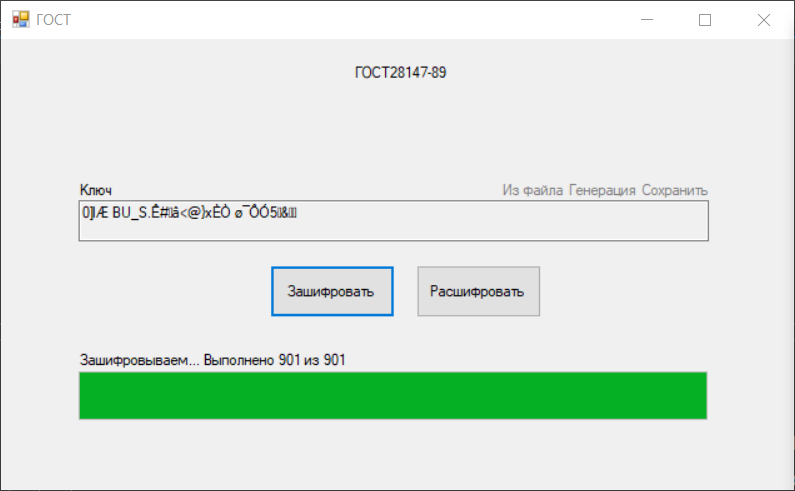 ГОСТ
ГОСТ28147-89
Ключ
Из файла Генерация Сохранить
Зашифровать
Расшифровать
Зашифровываем... Выполнено 901 из 901